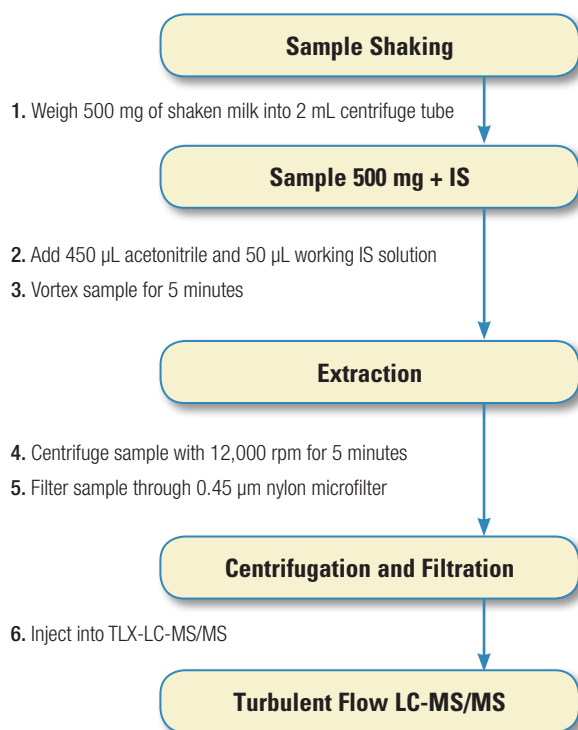 Sample Shaking
1. Weigh 500 mg of shaken milk into 2 mL centrifuge tube
Sample 500 mg + IS
2. Add 450 µL acetonitrile and 50 µL working IS solution
3. Vortex sample for 5 minutes
Extraction
4. Centrifuge sample with 12,000 rpm for 5 minutes
5. Filter sample through 0.45 µm nylon microfilter
Centrifugation and Filtration
6. Inject into TLX-LC-MS/MS
Turbulent Flow LC-MS/MS